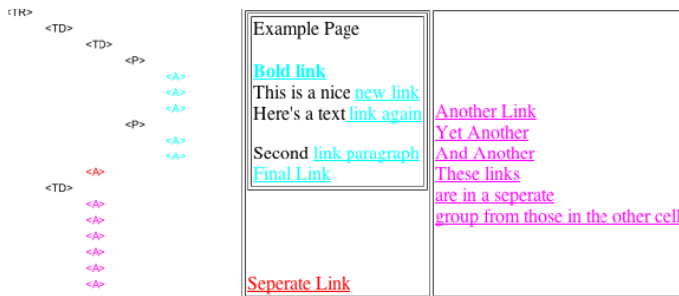 <TR>
<TD>
<TD>
<P>
<A>
<A>
<A>
<P>
<A>
<A>
<A>
<TD>
<A>
<A>
<A>
<A>
<A>
<A>
Example Page
Bold link
This is a nice new link
Here's a text link again
Second link paragraph
Final Link
Seperate Link
Another Link
Yet Another
And Another
These links
are in a seperate
group from those in the other cell